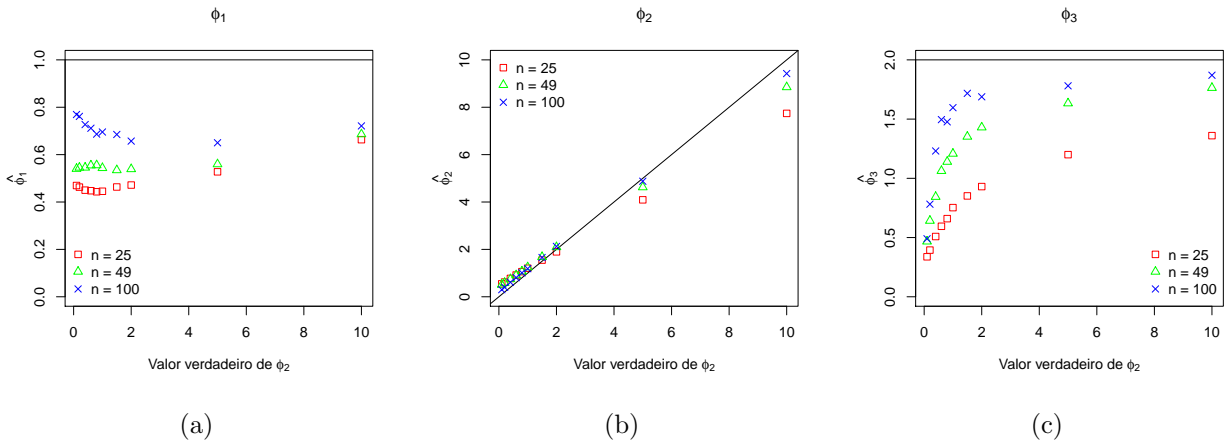 ϕ1
1.0
0.8
0.6
0.4
0.2
0.0
ϕ̂1
n = 25
n = 49
n = 100
0 2 4 6 8 10
Valor verdadeiro de ϕ2
(a)
ϕ2
10
8
6
4
2
0
ϕ̂2
n = 25
n = 49
n = 100
0 2 4 6 8 10
Valor verdadeiro de ϕ2
(b)
ϕ3
2.0
1.5
1.0
0.5
0.0
ϕ̂3
n = 25
n = 49
n = 100
0 2 4 6 8 10
Valor verdadeiro de ϕ2
(c)